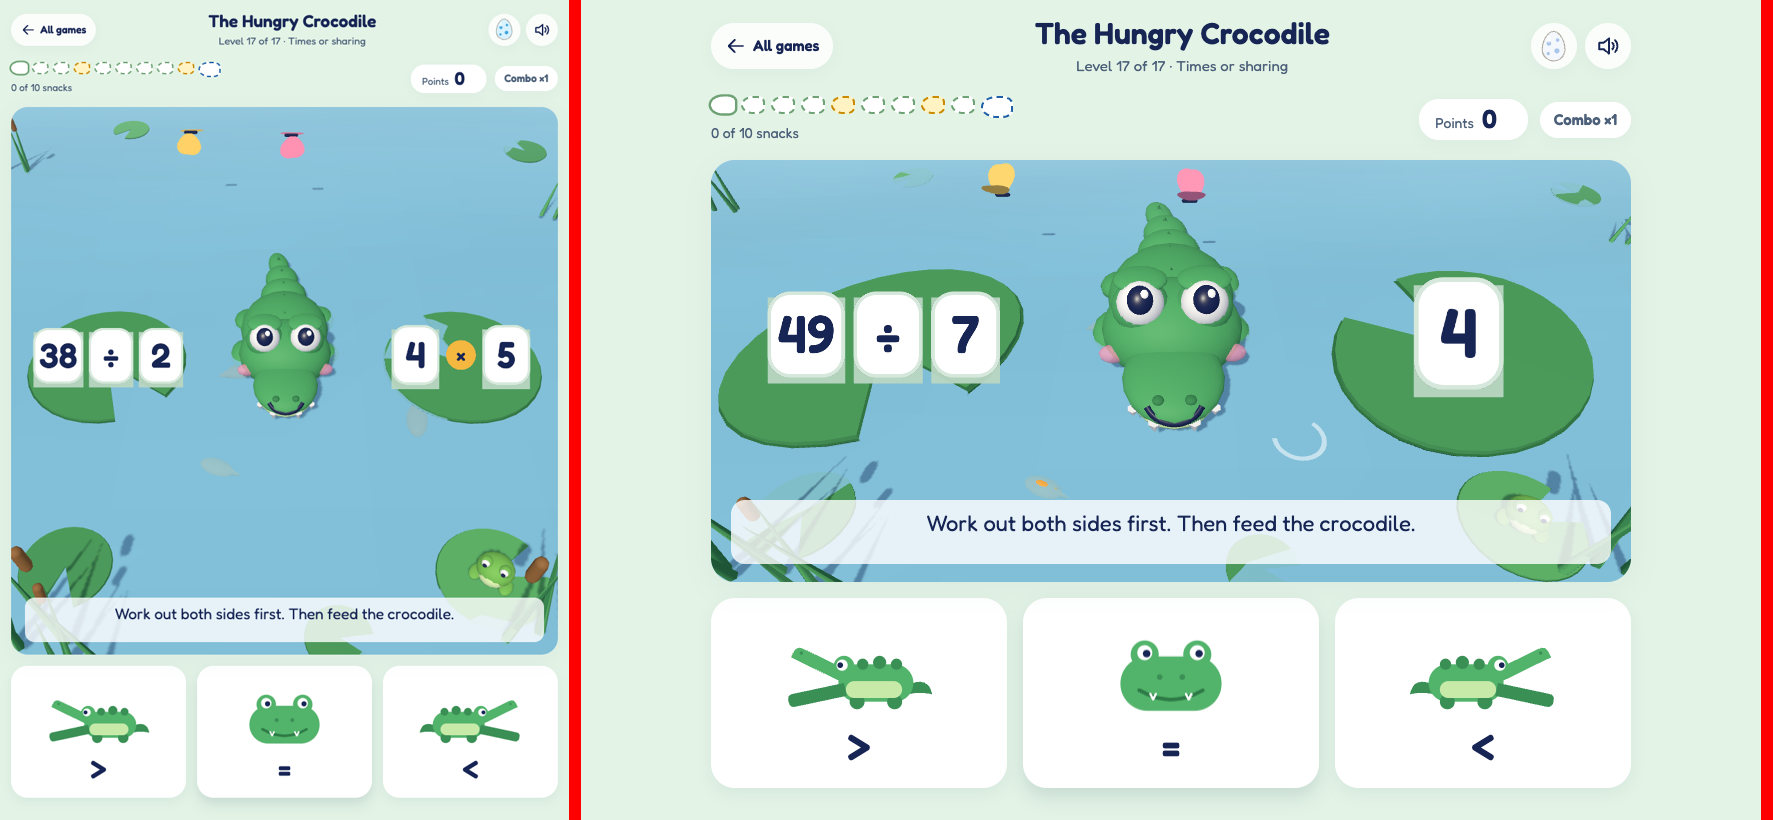 ← All games
The Hungry Crocodile
Level 17 of 17 · Times or sharing
0 of 10 snacks
Points 0
Combo ×1
38 ÷ 2
4 × 5
Work out both sides first. Then feed the crocodile.
> = <
← All games
The Hungry Crocodile
Level 17 of 17 · Times or sharing
0 of 10 snacks
Points 0
Combo ×1
49 ÷ 7
4
Work out both sides first. Then feed the crocodile.
> = <